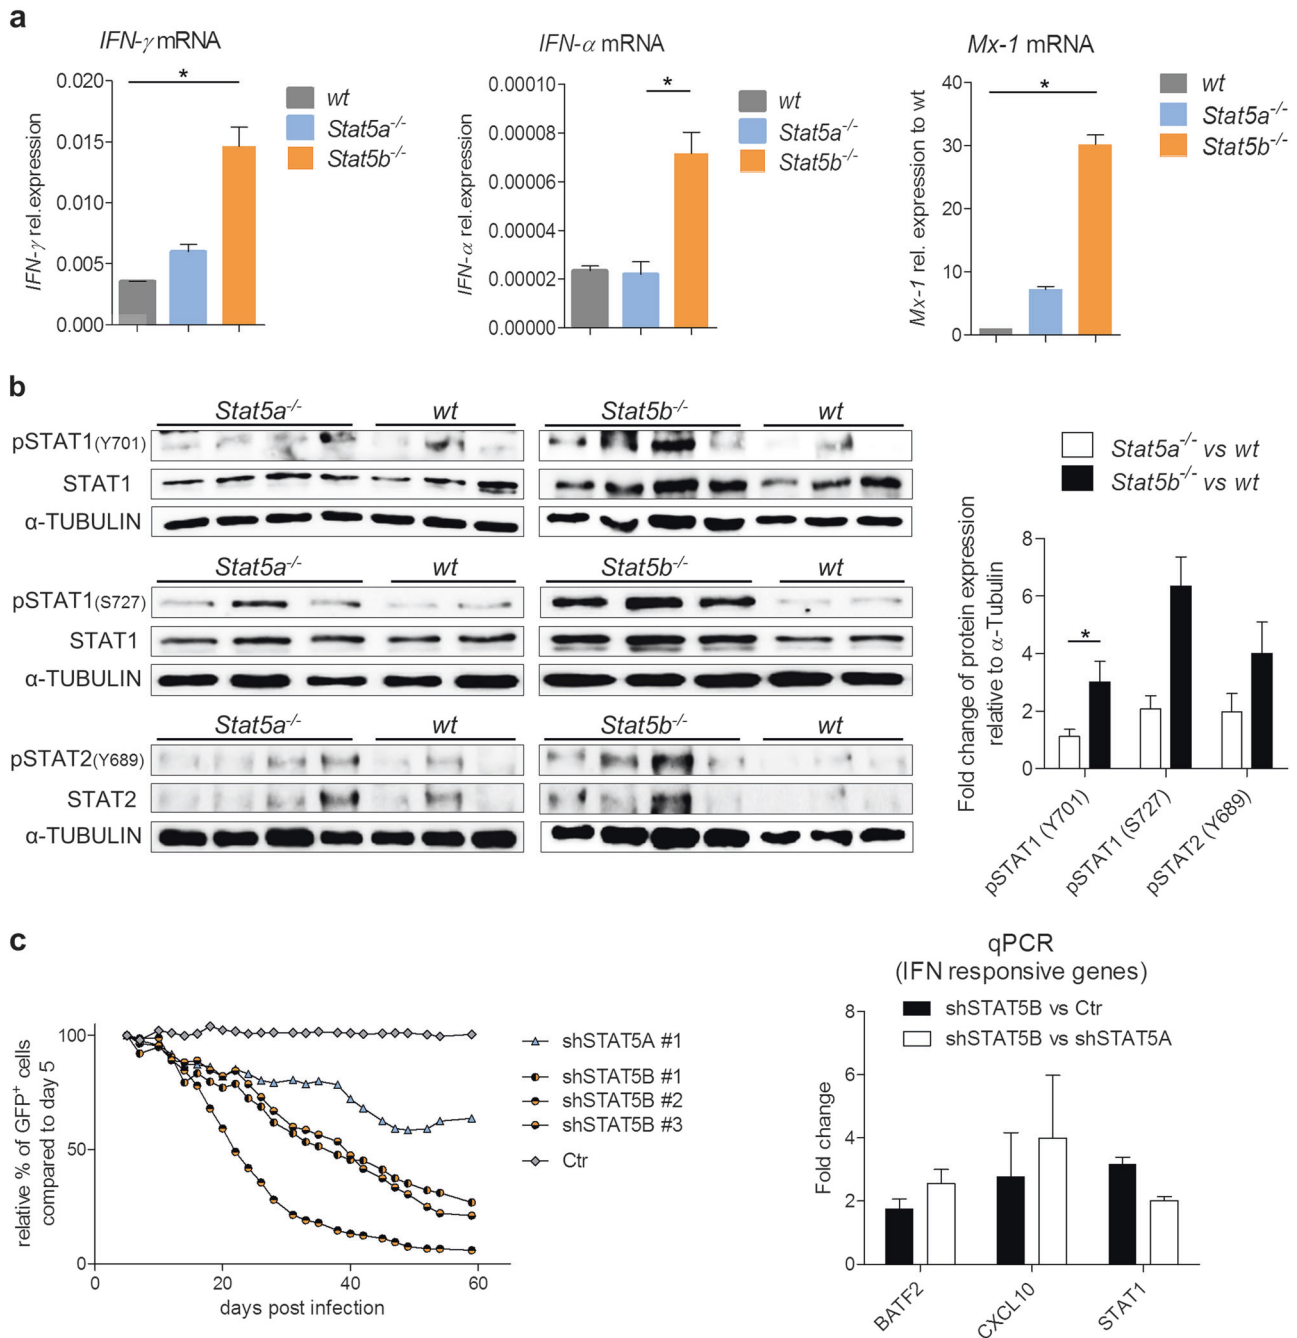 a
IFN-γ mRNA
IFN-γ rel.expression
0.020
0.015
0.010
0.005
0.000
*
wt
Stat5a-/-
Stat5b-/-
IFN-α mRNA
IFN-α rel.expression
0.00010
0.00008
0.00006
0.00004
0.00002
0.00000
*
wt
Stat5a-/-
Stat5b-/-
Mx-1 mRNA
Mx-1 rel. expression to wt
40
30
20
10
0
*
wt
Stat5a-/-
Stat5b-/-
b
Stat5a-/- wt Stat5b-/- wt
pSTAT1(Y701)
STAT1
α-TUBULIN
Stat5a-/- wt Stat5b-/- wt
pSTAT1(S727)
STAT1
α-TUBULIN
Stat5a-/- wt Stat5b-/- wt
pSTAT2(Y689)
STAT2
α-TUBULIN
Stat5a-/- vs wt
Stat5b-/- vs wt
Fold change of protein expression
relative to α-Tubulin
8
6
4
2
0
*
pSTAT1 (Y701)
pSTAT1 (S727)
pSTAT2 (Y689)
c
relative % of GFP+ cells
compared to day 5
100
50
0
0 20 40 60
days post infection
shSTAT5A #1
shSTAT5B #1
shSTAT5B #2
shSTAT5B #3
Ctr
qPCR
(IFN responsive genes)
shSTAT5B vs Ctr
shSTAT5B vs shSTAT5A
Fold change
8
6
4
2
0
BATF2
CXCL10
STAT1